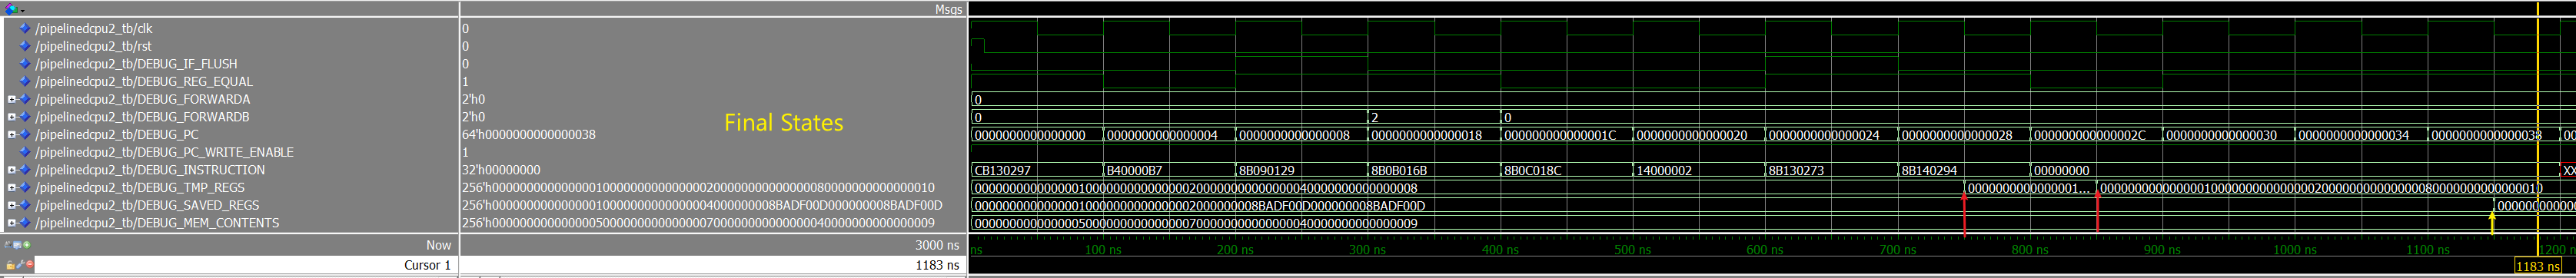 Msgs
/pipelinedcpu2_tb/clk 0
/pipelinedcpu2_tb/rst 0
/pipelinedcpu2_tb/DEBUG_IF_FLUSH 0
/pipelinedcpu2_tb/DEBUG_REG_EQUAL 1
/pipelinedcpu2_tb/DEBUG_FORWARDA 2'h0 0
/pipelinedcpu2_tb/DEBUG_FORWARDB 2'h0 0 2 0
Final States
/pipelinedcpu2_tb/DEBUG_PC 64'h0000000000000038 0000000000000000 0000000000000004 0000000000000008 0000000000000018 000000000000001C 0000000000000020 0000000000000024 0000000000000028 000000000000002C 0000000000000030 0000000000000034 0000000000000038 00
/pipelinedcpu2_tb/DEBUG_PC_WRITE_ENABLE 1
/pipelinedcpu2_tb/DEBUG_INSTRUCTION 32'h00000000 CB130297 B40000B7 8B090129 8B0B016B 8B0C018C 14000002 8B130273 8B140294 00000000 XX
/pipelinedcpu2_tb/DEBUG_TMP_REGS 256'h0000000000000001000000000000000200000000000000080000000000000010 0000000000000001000000000000000200000000000000040000000000000008 000000000000001... 0000000000000001000000000000000200000000000000080000000000000010
/pipelinedcpu2_tb/DEBUG_SAVED_REGS 256'h00000000000000010000000000000004000000008BADF00D000000008BADF00D 00000000000000010000000000000002000000008BADF00D000000008BADF00D 00000000000
/pipelinedcpu2_tb/DEBUG_MEM_CONTENTS 256'h0000000000000005000000000000000700000000000000040000000000000009 0000000000000005000000000000000700000000000000040000000000000009
Now 3000 ns ns 100 ns 200 ns 300 ns 400 ns 500 ns 600 ns 700 ns 800 ns 900 ns 1000 ns 1100 ns 1200 n
Cursor 1 1183 ns 1183 ns